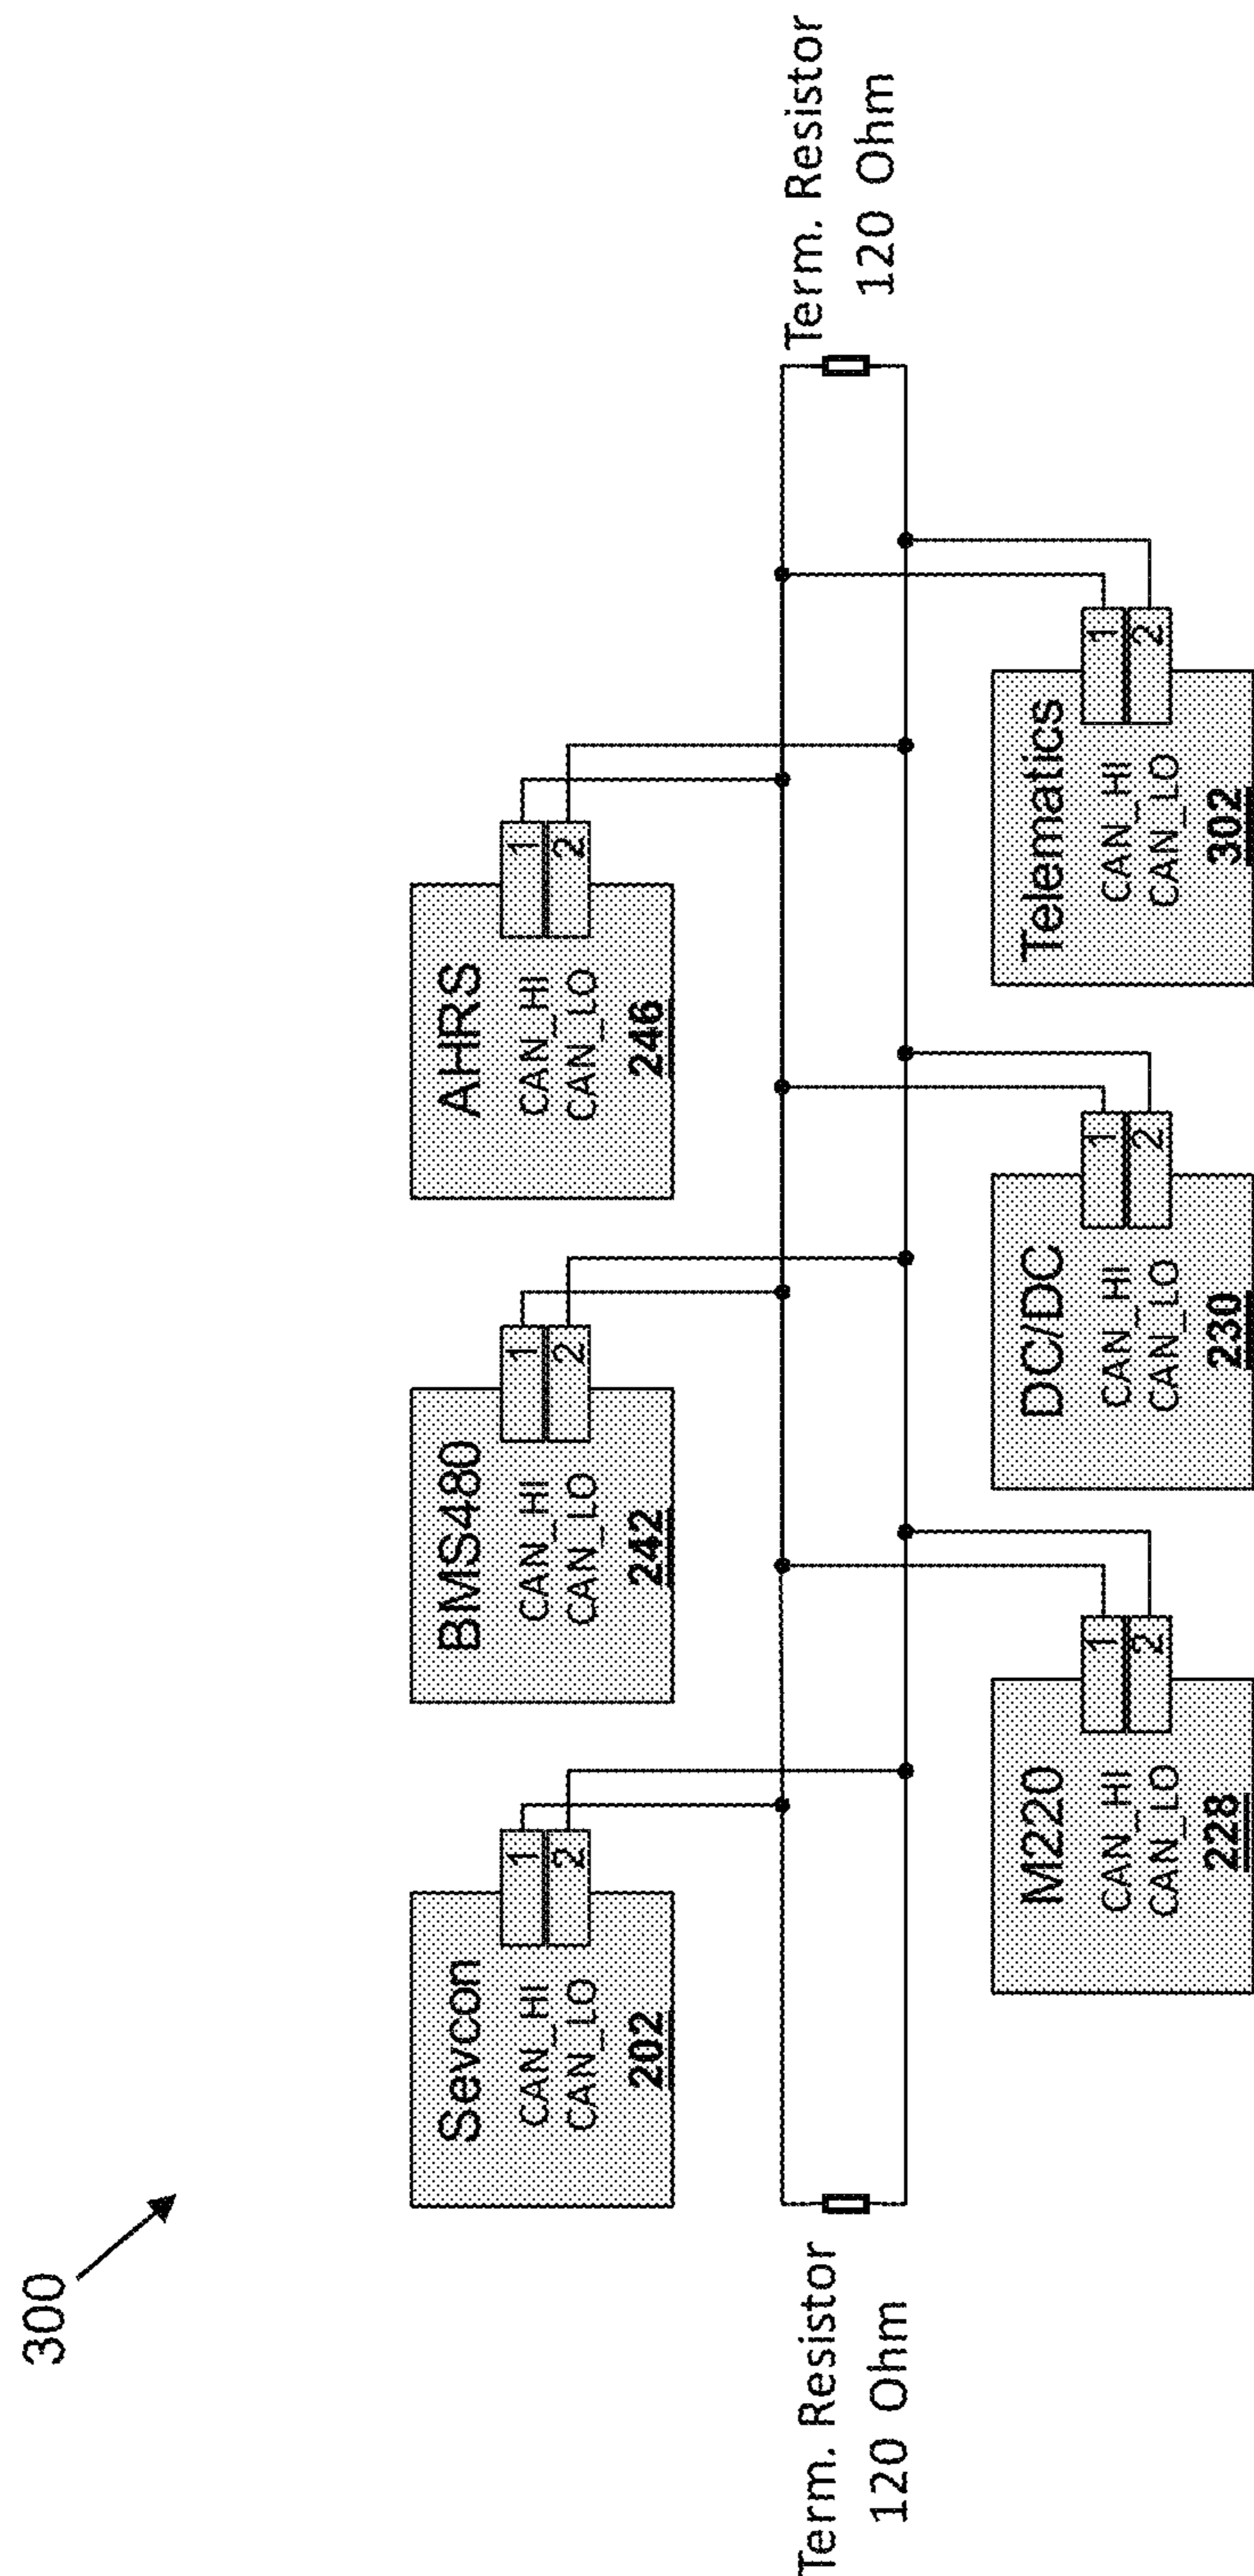 300
Sevcon
CAN_HI
CAN_LO
202
1
2
BMS480
CAN_HI
CAN_LO
242
1
2
AHRS
CAN_HI
CAN_LO
246
1
2
Term. Resistor
120 Ohm
Term. Resistor
120 Ohm
M220
CAN_HI
CAN_LO
228
1
2
DC/DC
CAN_HI
CAN_LO
230
1
2
Telematics
CAN_HI
CAN_LO
302
1
2